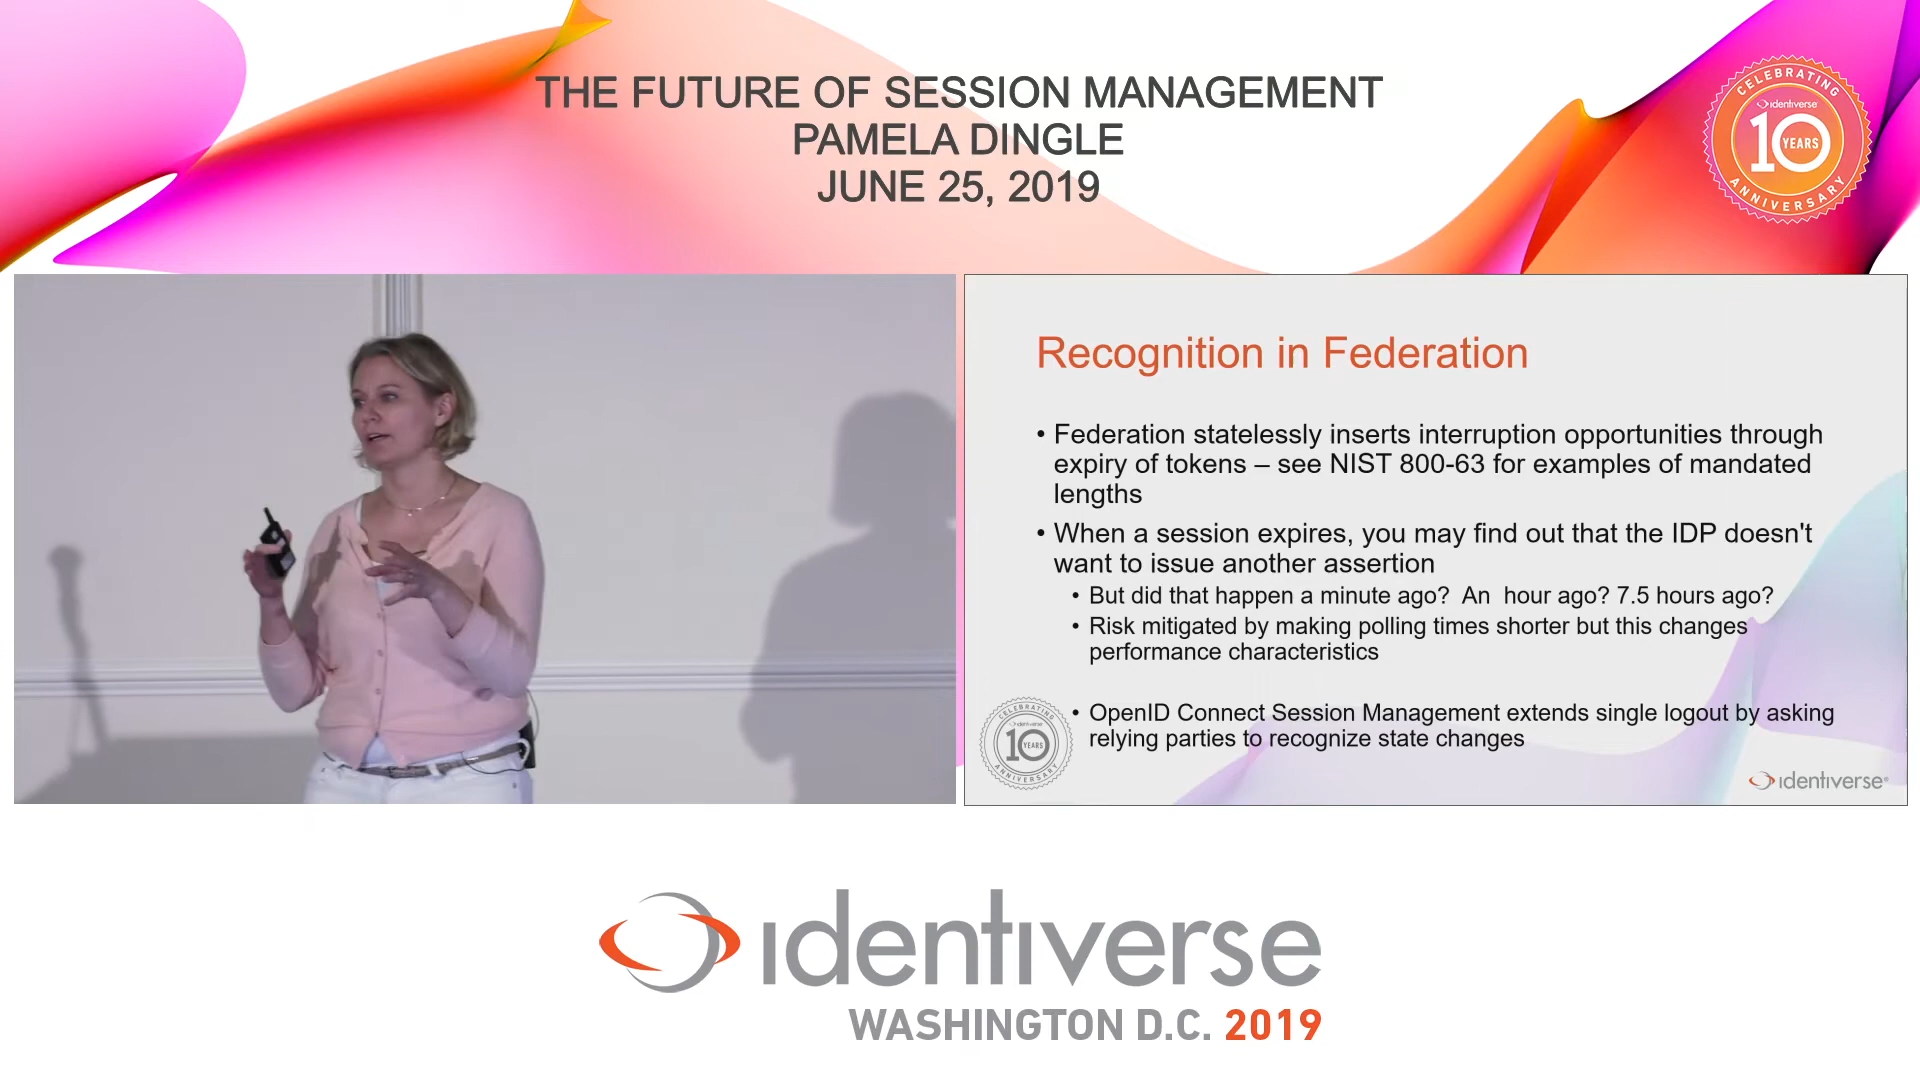 THE FUTURE OF SESSION MANAGEMENT
PAMELA DINGLE
JUNE 25, 2019
CELEBRATING
identiverse
10
YEARS
ANNIVERSARY
Recognition in Federation
• Federation statelessly inserts interruption opportunities through
expiry of tokens – see NIST 800-63 for examples of mandated
lengths
• When a session expires, you may find out that the IDP doesn't
want to issue another assertion
• But did that happen a minute ago?  An  hour ago? 7.5 hours ago?
• Risk mitigated by making polling times shorter but this changes
performance characteristics
• OpenID Connect Session Management extends single logout by asking
relying parties to recognize state changes
CELEBRATING
identiverse
10
YEARS
ANNIVERSARY
identiverse®
identiverse
WASHINGTON D.C. 2019